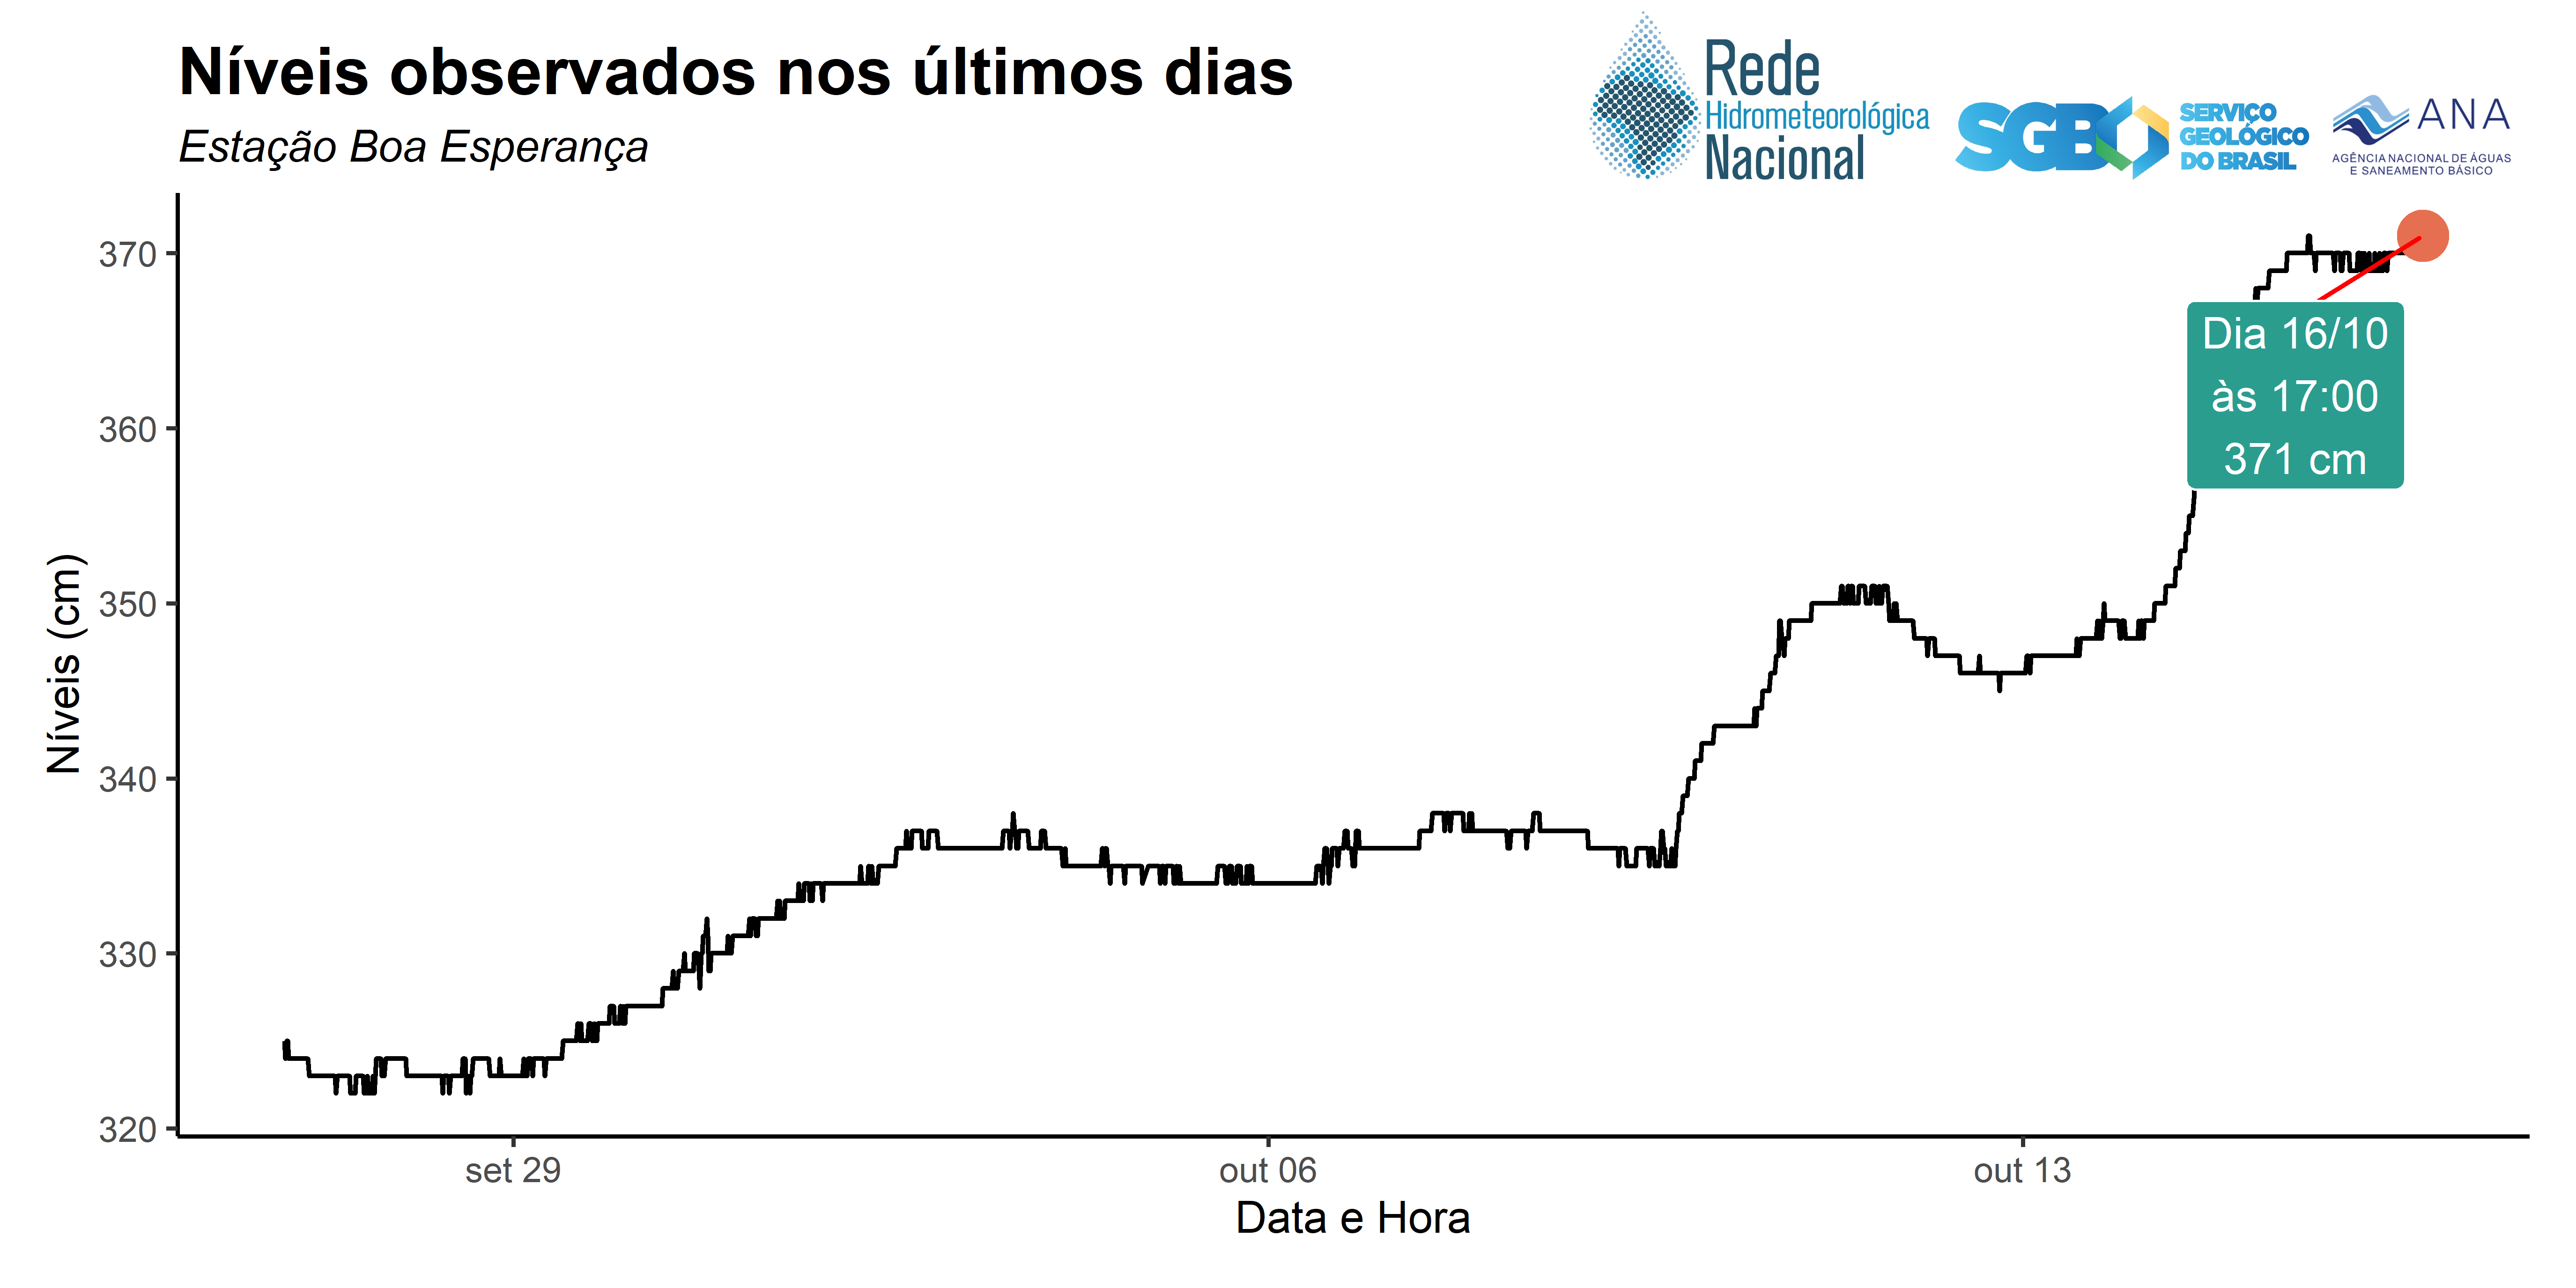 Níveis observados nos últimos dias
Estação Boa Esperança
Rede
Hidrometeorológica
Nacional
SGB
SERVIÇO
GEOLÓGICO
DO BRASIL
ANA
AGÊNCIA NACIONAL DE ÁGUAS
E SANEAMENTO BÁSICO
Níveis (cm)
370
360
350
340
330
320
Dia 16/10
às 17:00
371 cm
set 29
out 06
out 13
Data e Hora